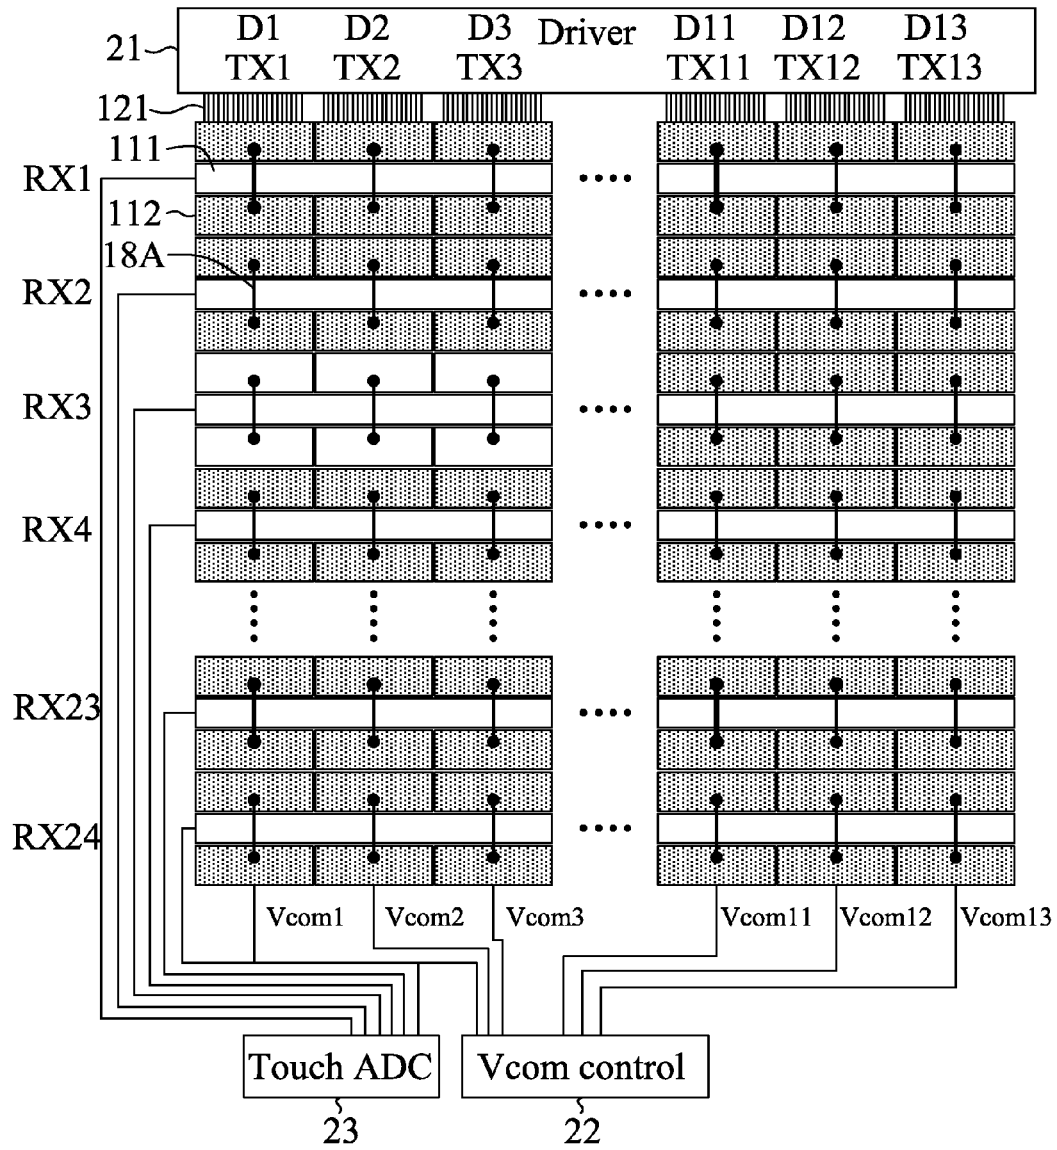 D1 D2 D3 Driver D11 D12 D13
21
TX1 TX2 TX3 TX11 TX12 TX13
121
111
RX1
112
18A
RX2
RX3
RX4
RX23
RX24
Vcom1 Vcom2 Vcom3 Vcom11 Vcom12 Vcom13
Touch ADC Vcom control
23 22